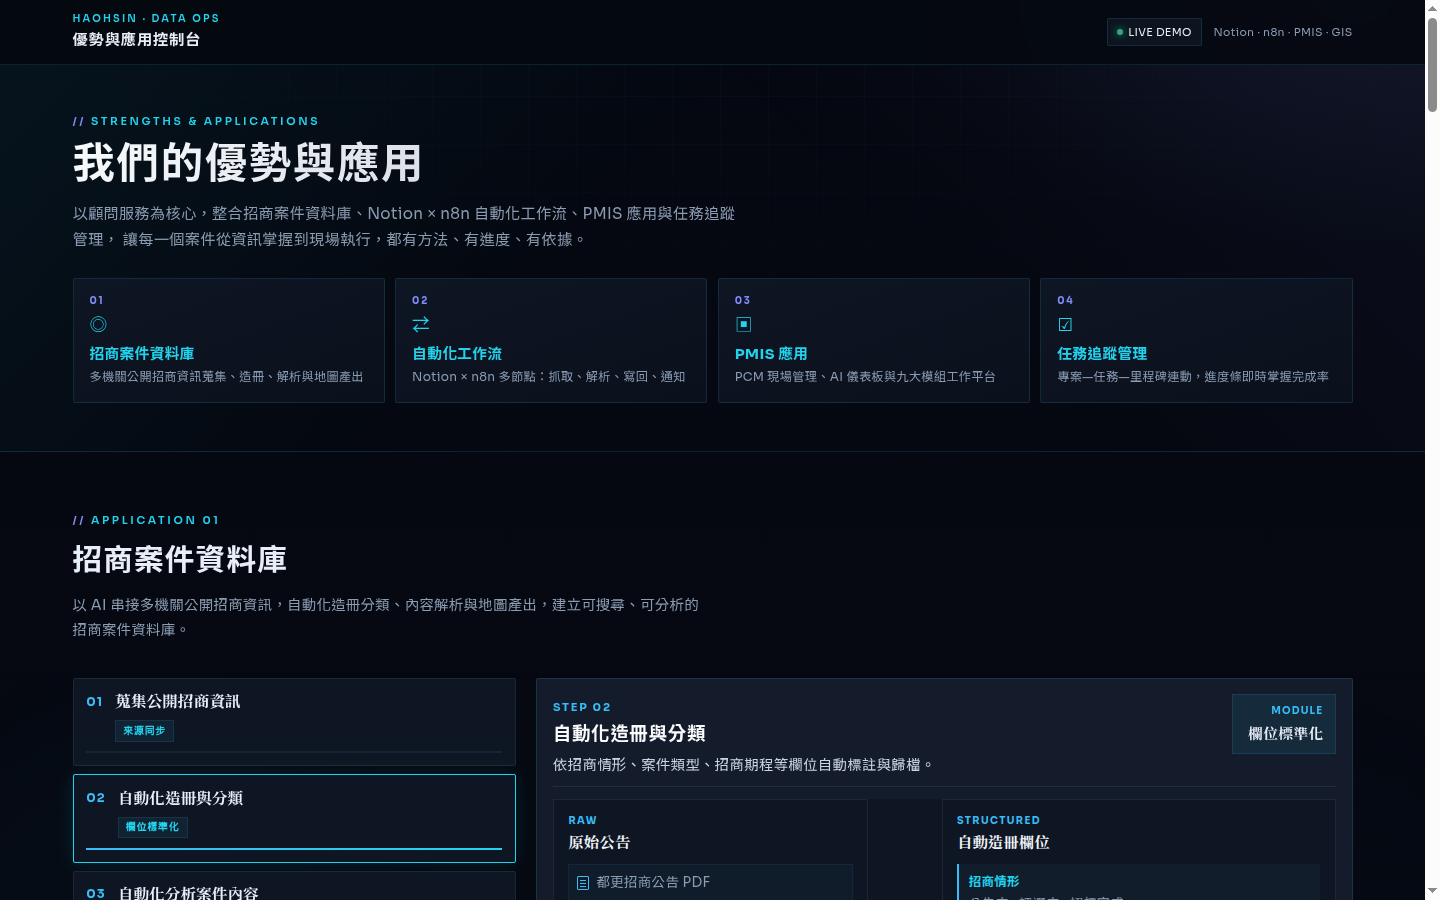 HAOHSIN · DATA OPS
優勢與應用控制台
LIVE DEMO
Notion · n8n · PMIS · GIS
// STRENGTHS & APPLICATIONS
我們的優勢與應用
以顧問服務為核心，整合招商案件資料庫、Notion × n8n 自動化工作流、PMIS 應用與任務追蹤
管理， 讓每一個案件從資訊掌握到現場執行，都有方法、有進度、有依據。
01
招商案件資料庫
多機關公開招商資訊蒐集、造冊、解析與地圖產出
02
自動化工作流
Notion × n8n 多節點：抓取、解析、寫回、通知
03
PMIS 應用
PCM 現場管理、AI 儀表板與九大模組工作平台
04
任務追蹤管理
專案—任務—里程碑連動，進度條即時掌握完成率
// APPLICATION 01
招商案件資料庫
以 AI 串接多機關公開招商資訊，自動化造冊分類、內容解析與地圖產出，建立可搜尋、可分析的
招商案件資料庫。
01 蒐集公開招商資訊
來源同步
02 自動化造冊與分類
欄位標準化
03 自動化分析案件內容
STEP 02
自動化造冊與分類
依招商情形、案件類型、招商期程等欄位自動標註與歸檔。
MODULE
欄位標準化
RAW
原始公告
都更招商公告 PDF
STRUCTURED
自動造冊欄位
招商情形